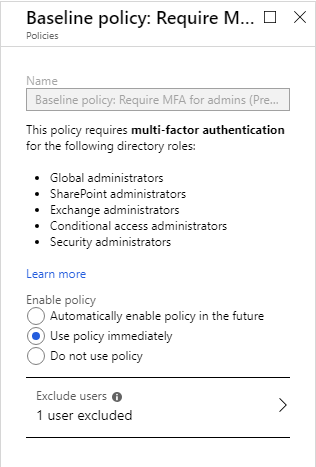 Baseline policy: Require M...
Policies
Name
Baseline policy: Require MFA for admins (Pre...
This policy requires multi-factor authentication
for the following directory roles:
• Global administrators
• SharePoint administrators
• Exchange administrators
• Conditional access administrators
• Security administrators
Learn more
Enable policy
Automatically enable policy in the future
Use policy immediately
Do not use policy
Exclude users
1 user excluded